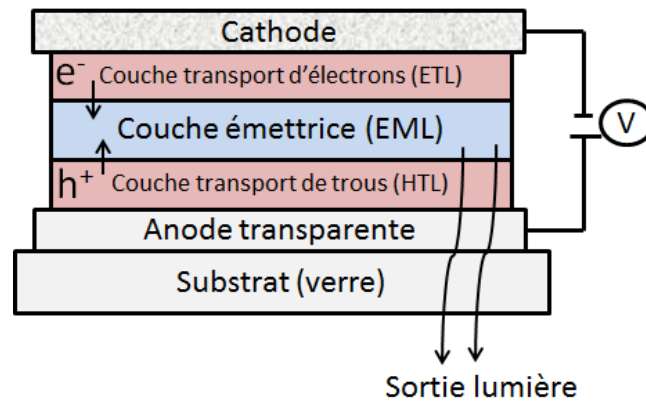 Cathode
e⁻ Couche transport d'électrons (ETL)
Couche émettrice (EML)
V
h⁺ Couche transport de trous (HTL)
Anode transparente
Substrat (verre)
Sortie lumière